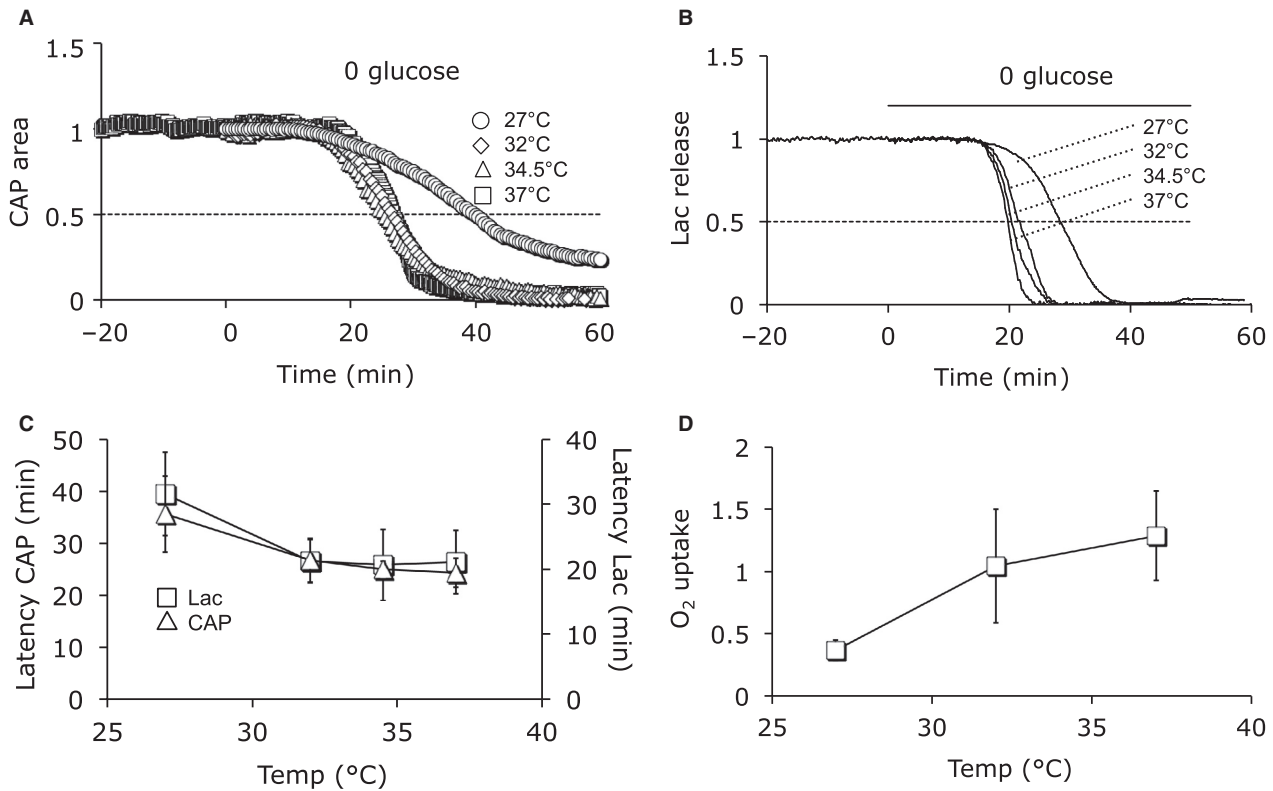 A
1.5
1
0.5
0
CAP area
0 glucose
27°C
32°C
34.5°C
37°C
–20
0
20
40
60
Time (min)
B
1.5
1
0.5
0
Lac release
0 glucose
27°C
32°C
34.5°C
37°C
–20
0
20
40
60
Time (min)
C
50
40
30
20
10
0
Latency CAP (min)
Lac
CAP
40
30
20
10
0
Latency Lac (min)
25
30
35
40
Temp (°C)
D
2
1.5
1
0.5
0
O₂ uptake
25
30
35
40
Temp (°C)